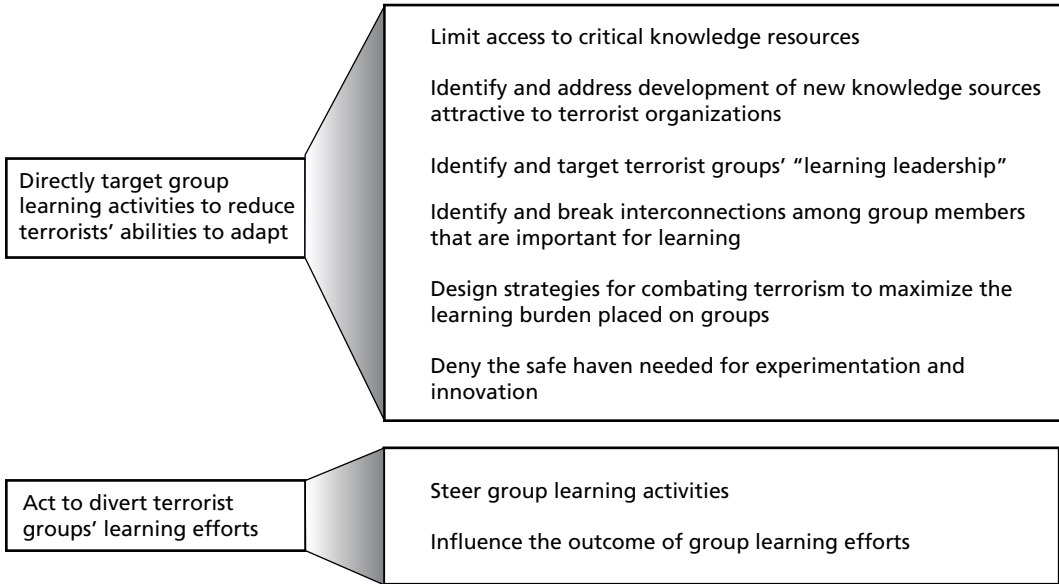 Directly target group
learning activities to reduce
terrorists' abilities to adapt
Limit access to critical knowledge resources
Identify and address development of new knowledge sources
attractive to terrorist organizations
Identify and target terrorist groups' “learning leadership”
Identify and break interconnections among group members
that are important for learning
Design strategies for combating terrorism to maximize the
learning burden placed on groups
Deny the safe haven needed for experimentation and
innovation
Act to divert terrorist
groups' learning efforts
Steer group learning activities
Influence the outcome of group learning efforts